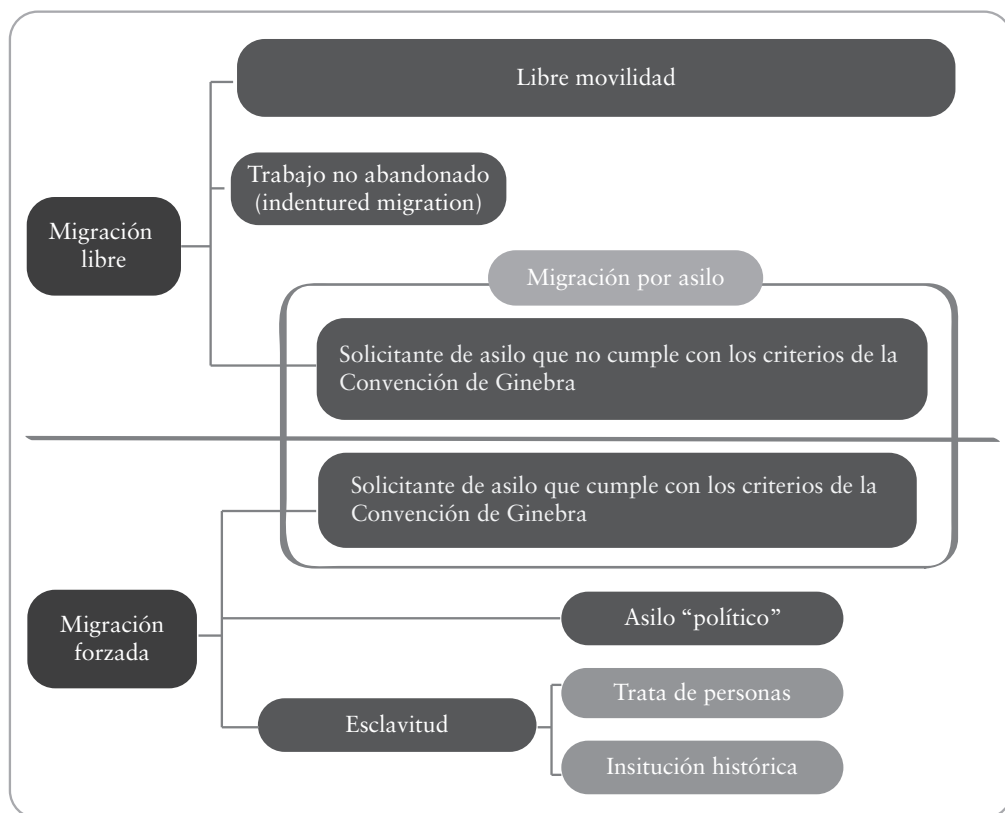 Libre movilidad
Trabajo no abandonado
(indentured migration)
Migración
libre
Migración por asilo
Solicitante de asilo que no cumple con los criterios de la
Convención de Ginebra
Solicitante de asilo que cumple con los criterios de la
Convención de Ginebra
Migración
forzada
Asilo “político”
Trata de personas
Esclavitud
Insitución histórica